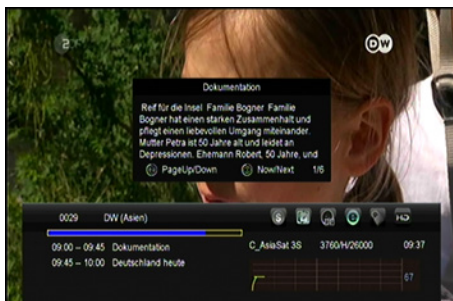 DW
Dokumentation
Reif für die Insel Familie Bogner Familie
Bogner hat einen starken Zusammenhalt und
pflegt einen liebevollen Umgang miteinander.
Mutter Petra ist 50 Jahre alt und leidet an
Depressionen. Ehemann Robert, 50 Jahre, und
PageUp/Down Now/Next 1/6
0029 DW (Asien)
09:00 – 09:45 Dokumentation C_AsiaSat 3S 3760/H/26000 09:37
09:45 – 10:00 Deutschland heute
67